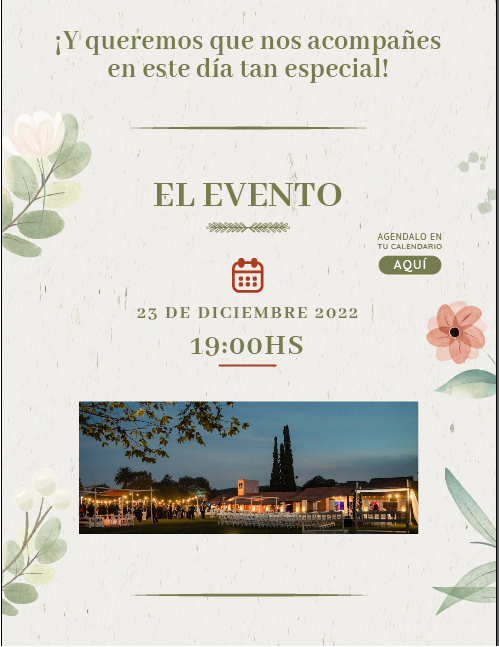 ¡Y queremos que nos acompañes
en este día tan especial!
EL EVENTO
AGENDALO EN
TU CALENDARIO
AQUÍ
23 DE DICIEMBRE 2022
19:00HS